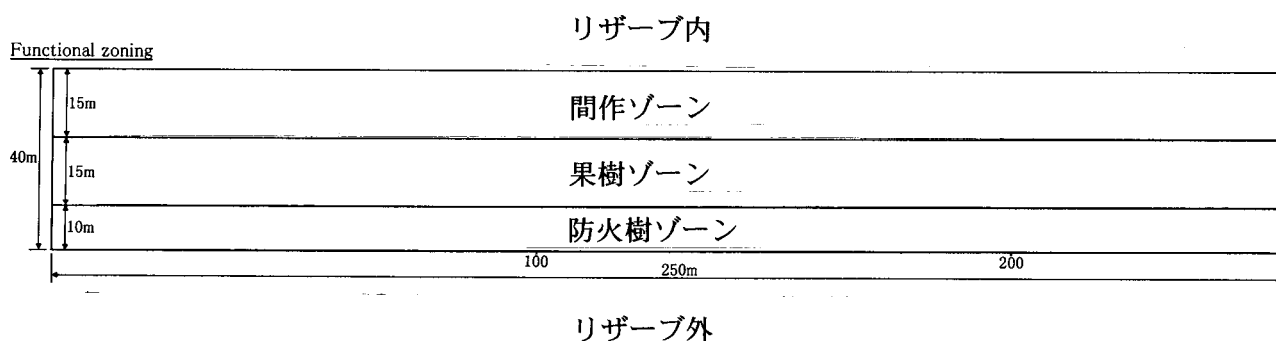 リザーブ内
Functional zoning
15m
間作ゾーン
40m
15m
果樹ゾーン
10m
防火樹ゾーン
100
200
250m
リザーブ外